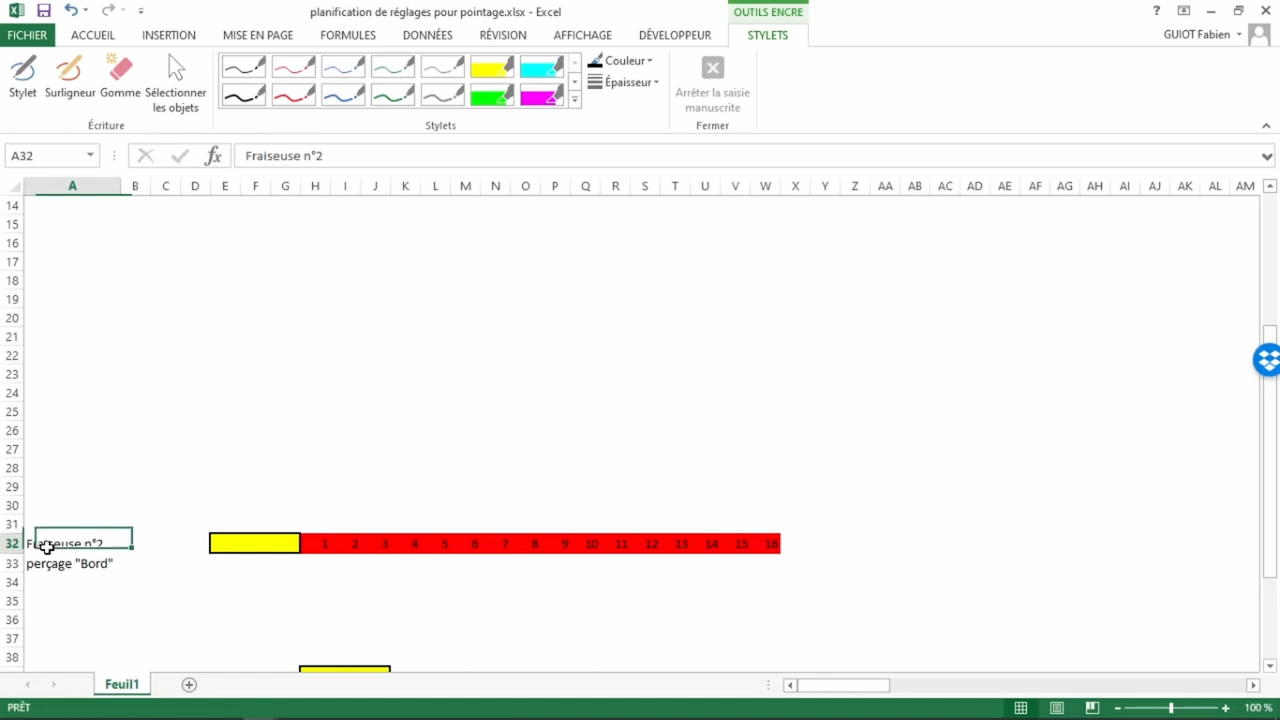 planification de réglages pour pointage.xlsx - Excel
OUTILS ENCRE
?
FICHIER ACCUEIL INSERTION MISE EN PAGE FORMULES DONNÉES RÉVISION AFFICHAGE DÉVELOPPEUR STYLETS GUIOT Fabien
Couleur
Épaisseur
Stylet Surligneur Gomme Sélectionner les objets
Arrêter la saisie manuscrite
Écriture Stylets Fermer
A32 fx Fraiseuse n°2
A B C D E F G H I J K L M N O P Q R S T U V W X Y Z AA AB AC AD AE AF AG AH AI AJ AK AL AM
14
15
16
17
18
19
20
21
22
23
24
25
26
27
28
29
30
31
32 Fraiseuse n°2 1 2 3 4 5 6 7 8 9 10 11 12 13 14 15 16
33 perçage "Bord"
34
35
36
37
38
Feuil1
PRÊT 100 %